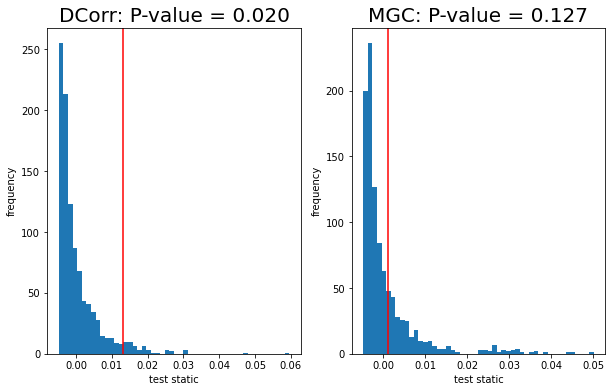 DCorr: P-value = 0.020
MGC: P-value = 0.127
frequency
250
200
150
100
50
0
0.00 0.01 0.02 0.03 0.04 0.05 0.06
test static
frequency
200
150
100
50
0
0.00 0.01 0.02 0.03 0.04 0.05
test static